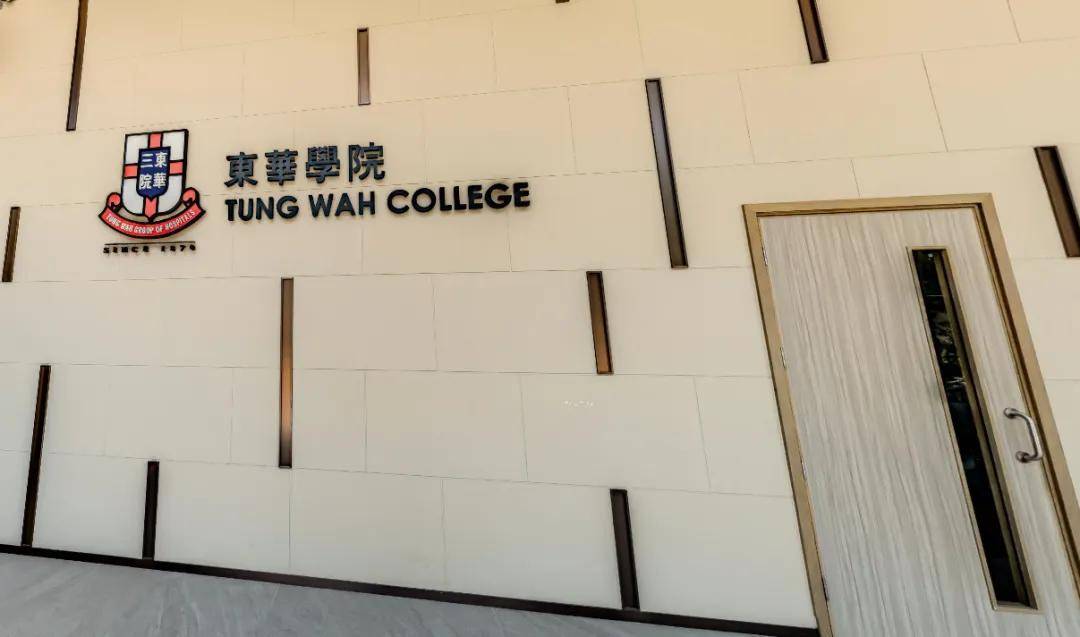 三東
院華
TUNG WAH GROUP OF HOSPITALS
SINCE 1870
東華學院
TUNG WAH COLLEGE